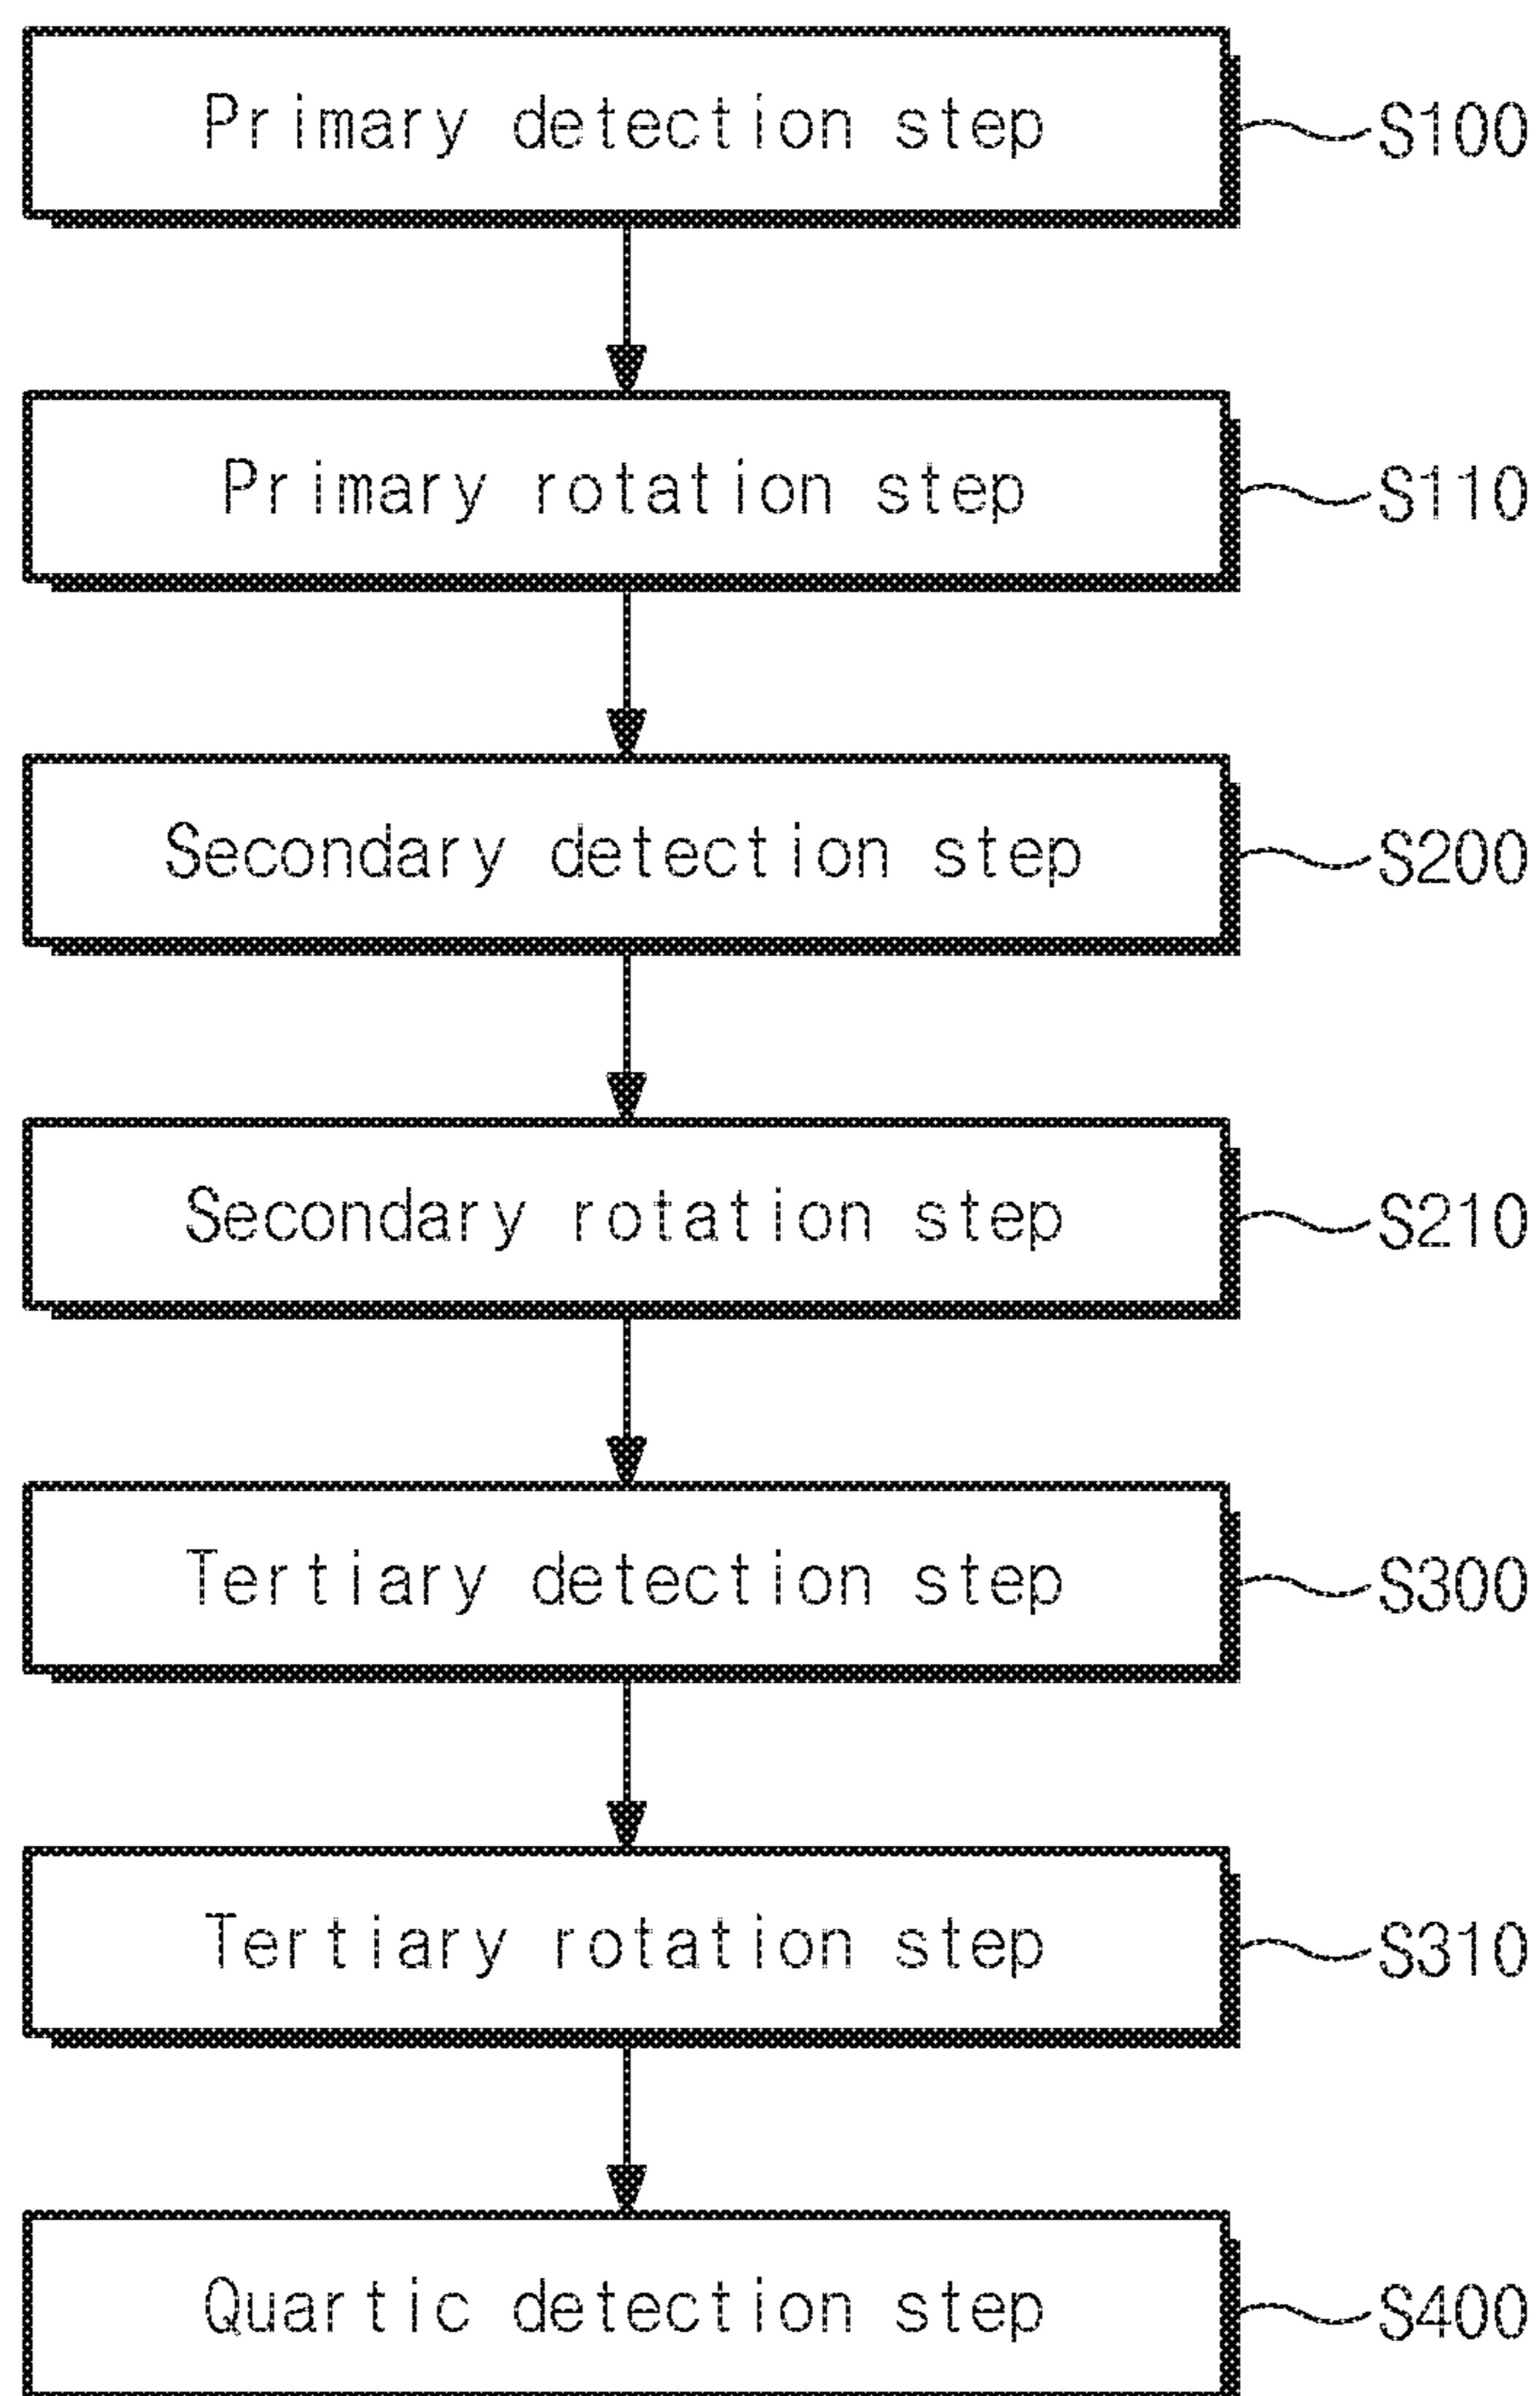 Primary detection step S100
Primary rotation step S110
Secondary detection step S200
Secondary rotation step S210
Tertiary detection step S300
Tertiary rotation step S310
Quartic detection step S400